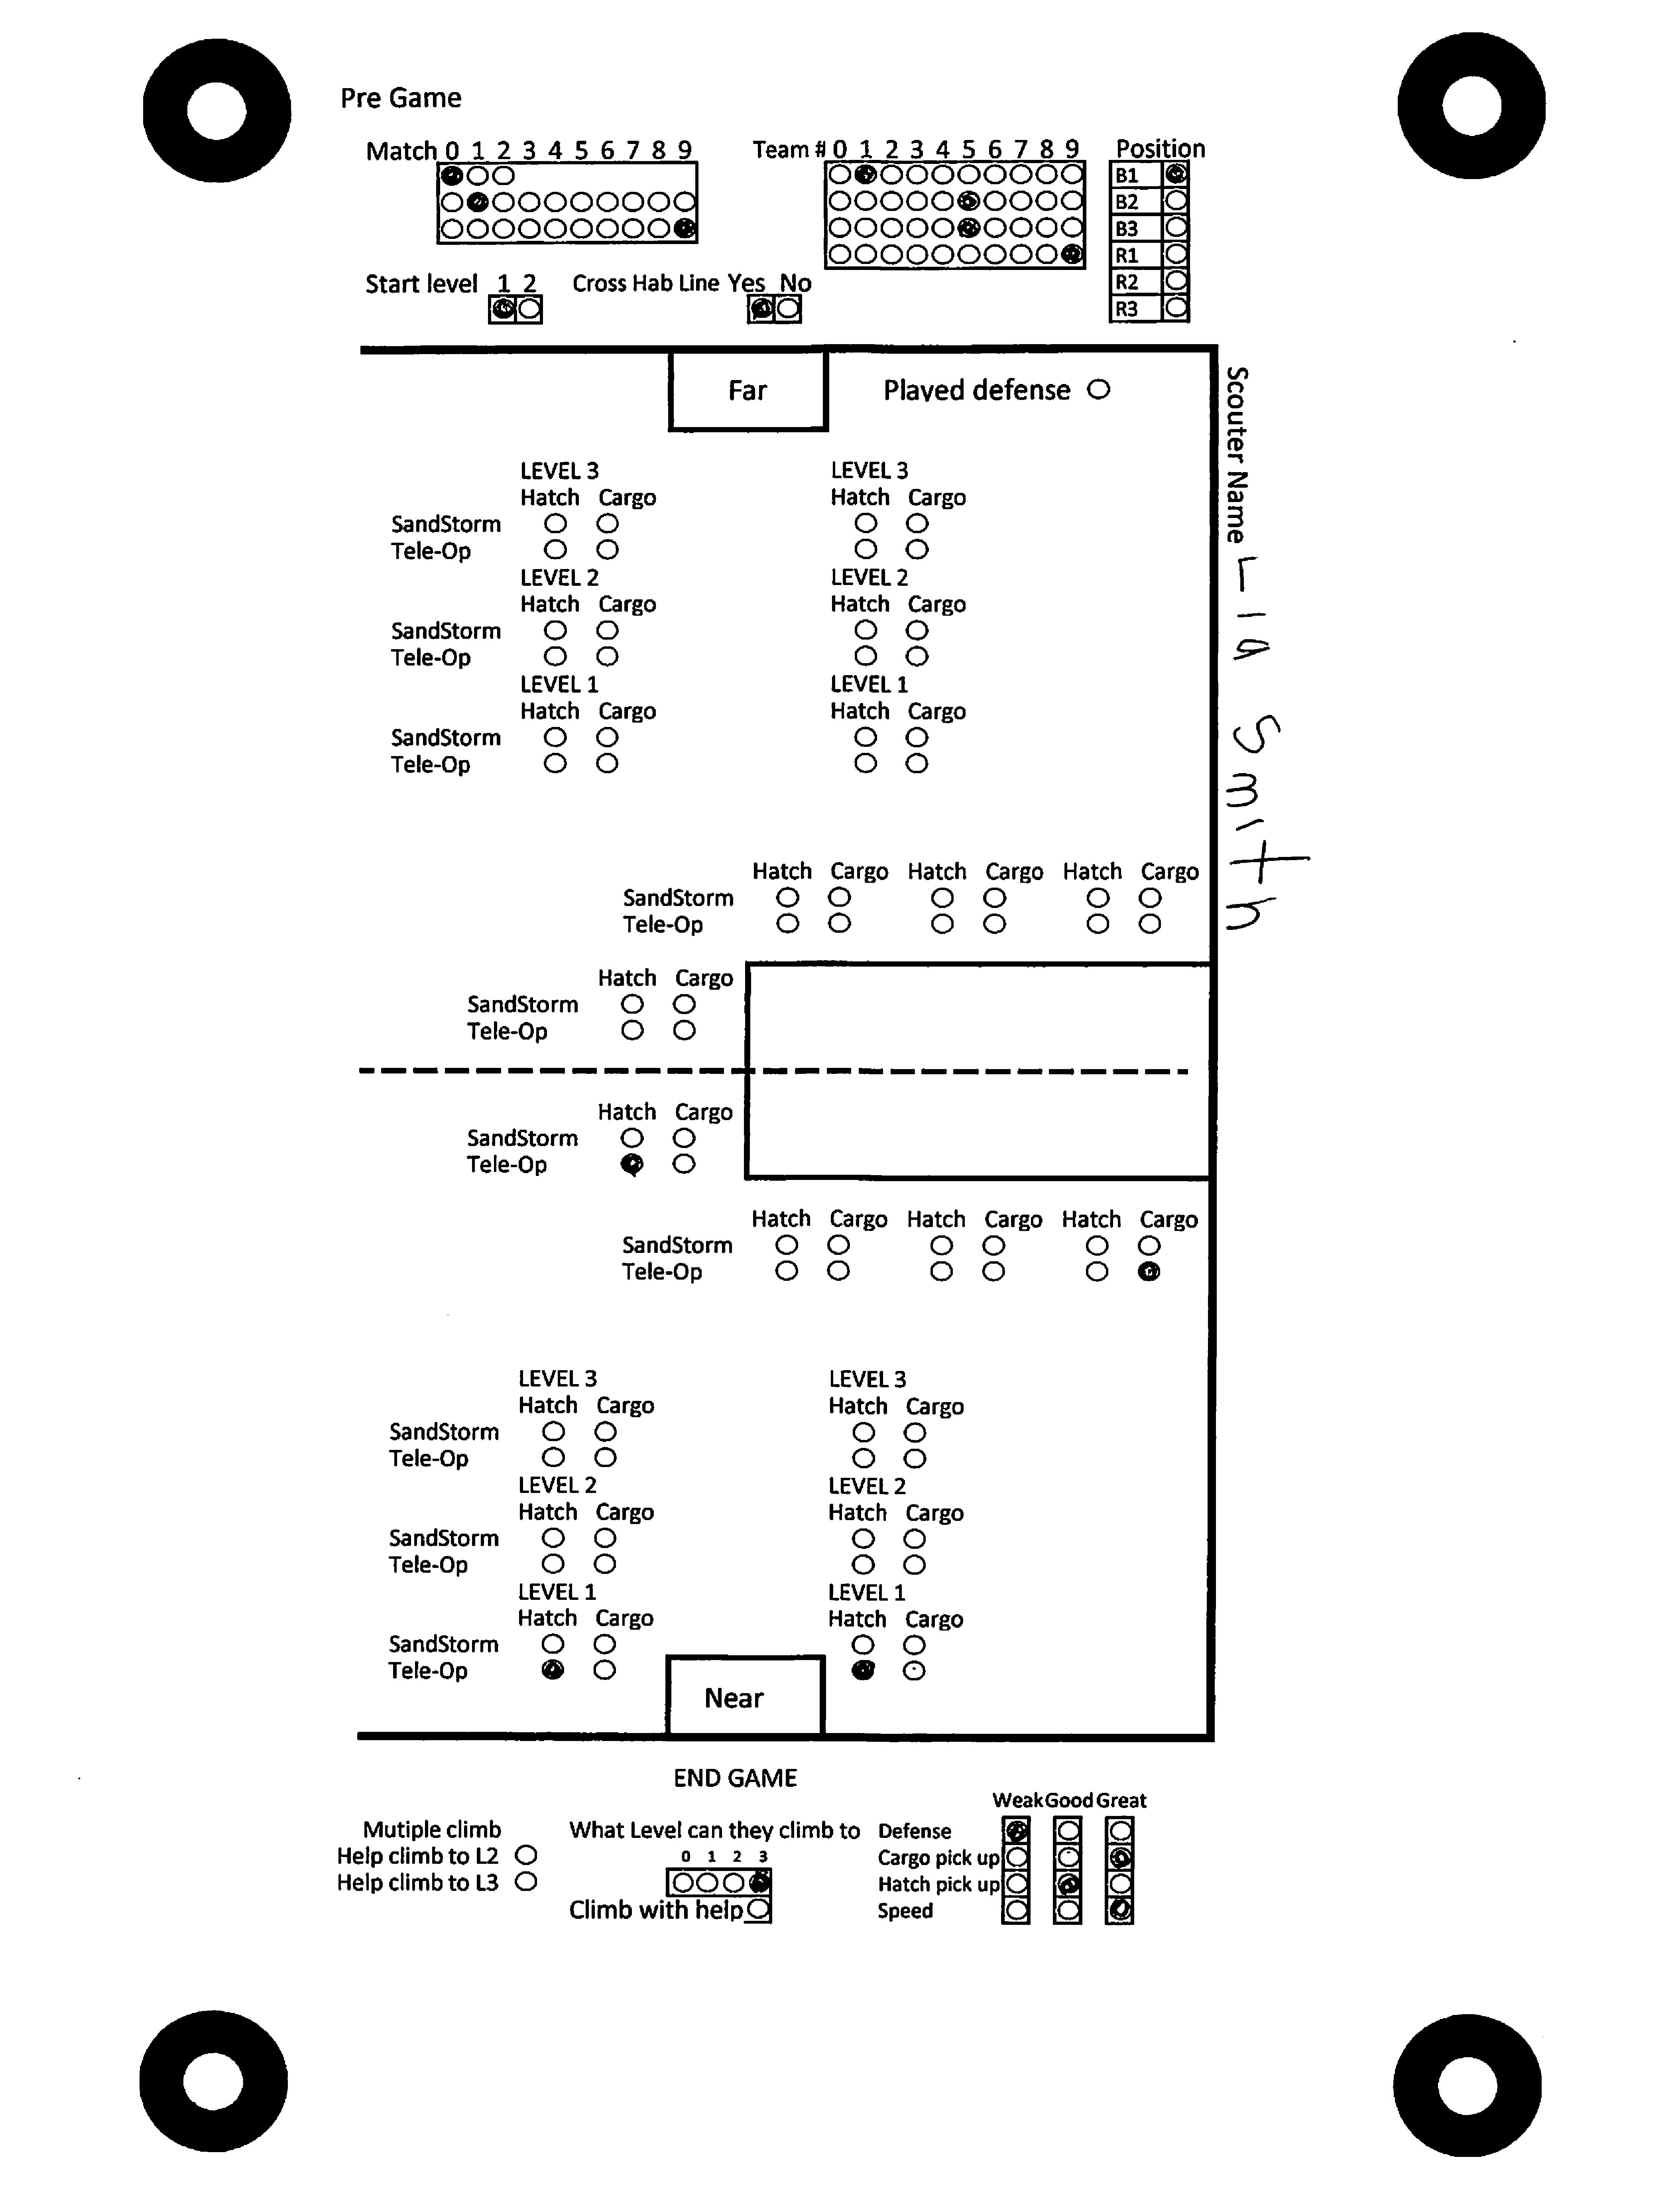 Pre Game
Match 0 1 2 3 4 5 6 7 8 9
Team # 0 1 2 3 4 5 6 7 8 9
Position
B1
B2
B3
R1
R2
R3
Start level 1 2
Cross Hab Line Yes No
Far
Played defense
Scouter Name Lia Smith
LEVEL 3 LEVEL 3
Hatch Cargo Hatch Cargo
SandStorm
Tele-Op
LEVEL 2 LEVEL 2
Hatch Cargo Hatch Cargo
SandStorm
Tele-Op
LEVEL 1 LEVEL 1
Hatch Cargo Hatch Cargo
SandStorm
Tele-Op
Hatch Cargo Hatch Cargo Hatch Cargo
SandStorm
Tele-Op
Hatch Cargo
SandStorm
Tele-Op
Hatch Cargo
SandStorm
Tele-Op
Hatch Cargo Hatch Cargo Hatch Cargo
SandStorm
Tele-Op
LEVEL 3 LEVEL 3
Hatch Cargo Hatch Cargo
SandStorm
Tele-Op
LEVEL 2 LEVEL 2
Hatch Cargo Hatch Cargo
SandStorm
Tele-Op
LEVEL 1 LEVEL 1
Hatch Cargo Hatch Cargo
SandStorm
Tele-Op
Near
END GAME
Mutiple climb
Help climb to L2
Help climb to L3
What Level can they climb to
0 1 2 3
Climb with help
Weak Good Great
Defense
Cargo pick up
Hatch pick up
Speed